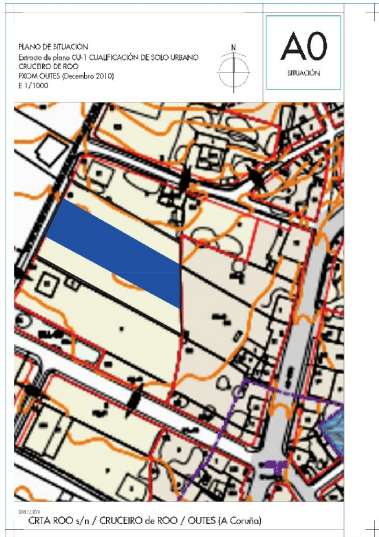 PLANO DE SITUACIÓN
Extracto de plano CU-1 CUALIFICACIÓN DE SOLO URBANO
CRUCEIRO DE ROO
PXOM OUTES (Decembro 2010)
E 1/1000
N
A0
SITUACIÓN
DIRECCIÓN
CRTA ROO s/n / CRUCEIRO de ROO / OUTES (A Coruña)